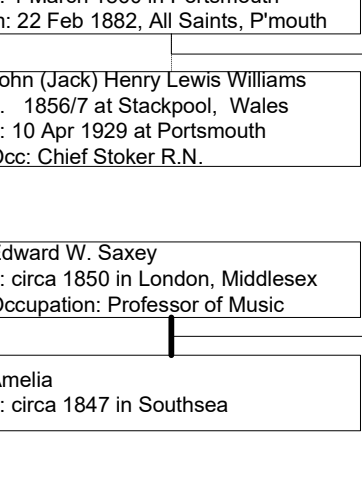 : 4 March 1860 in Portsmouth
n: 22 Feb 1882, All Saints, P'mouth
ohn (Jack) Henry Lewis Williams
. 1856/7 at Stackpool, Wales
: 10 Apr 1929 at Portsmouth
Occ: Chief Stoker R.N.
Edward W. Saxey
: circa 1850 in London, Middlesex
Occupation: Professor of Music
Amelia
: circa 1847 in Southsea